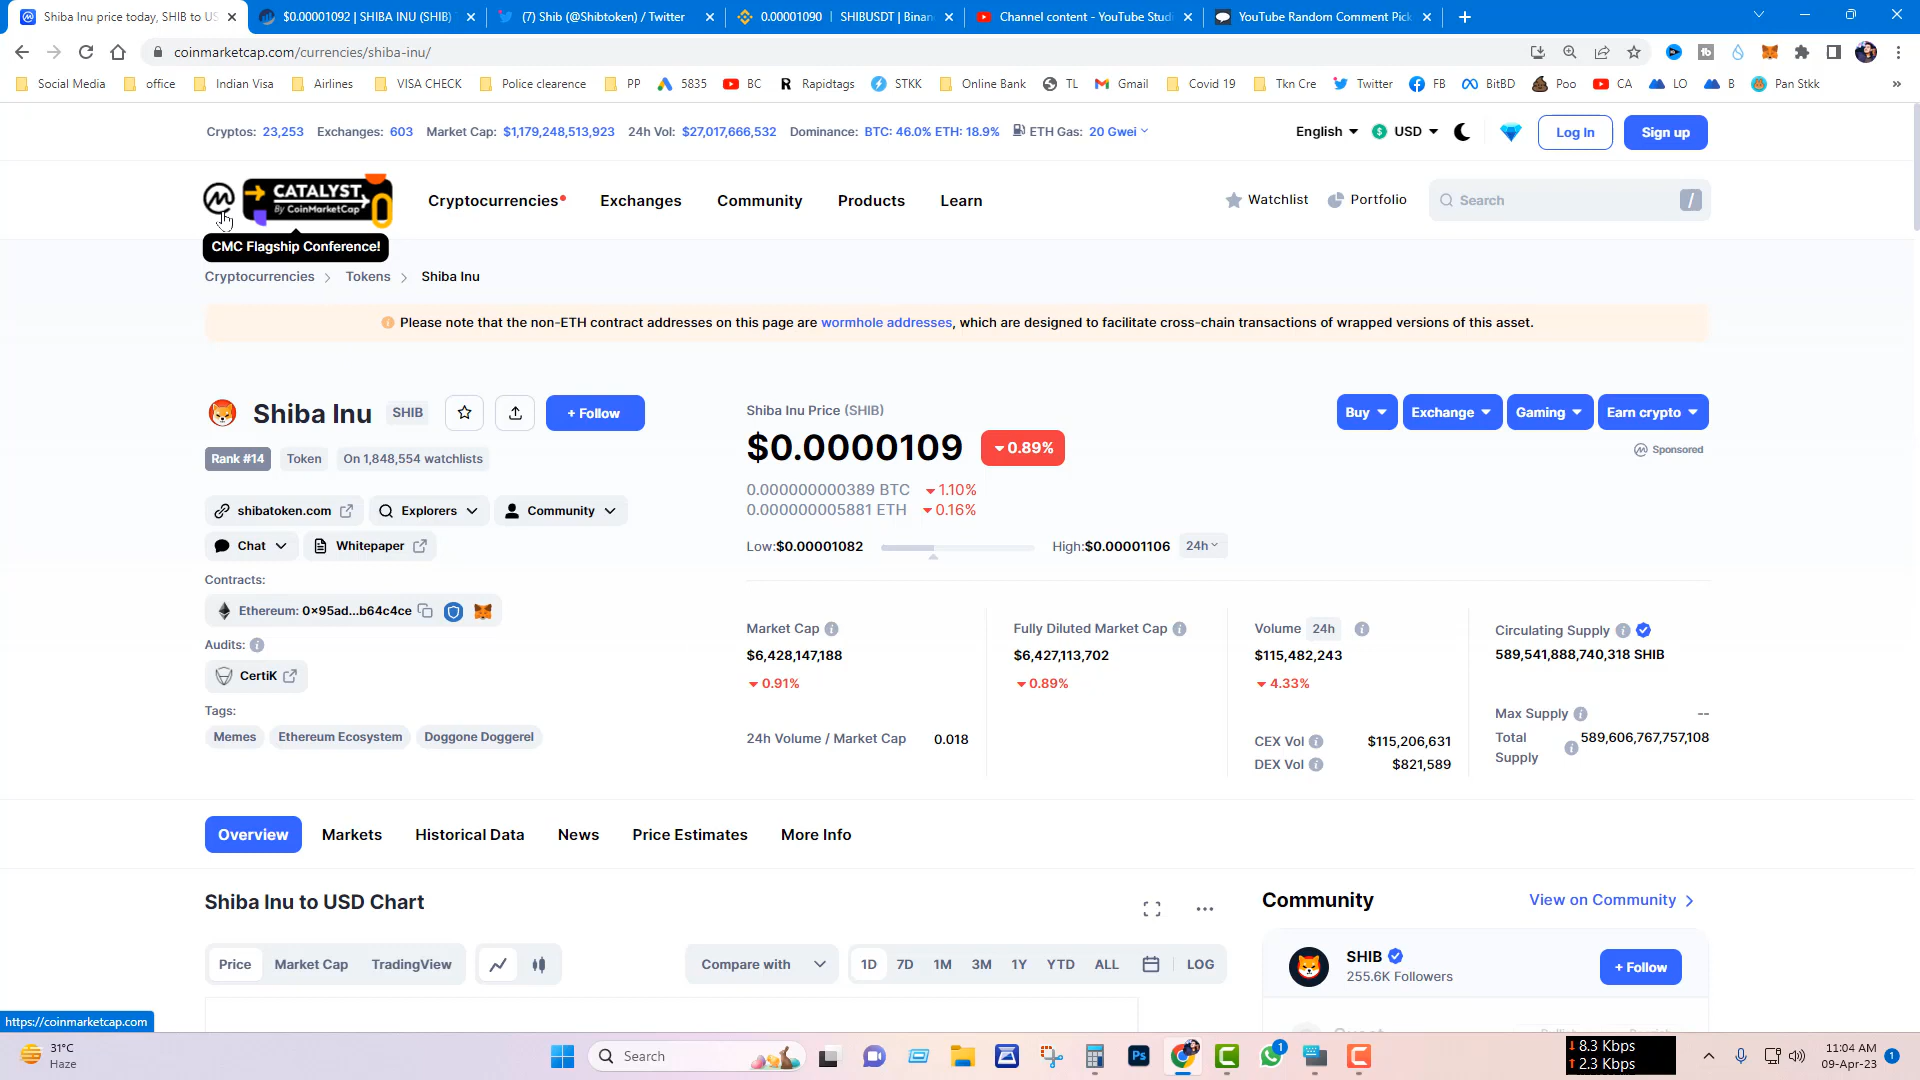 Shiba Inu price today, SHIB to US
$0.00001092 | SHIBA INU (SHIB)
(7) Shib (@Shibtoken) / Twitter
0.00001090 | SHIBUSDT | Binan
Channel content - YouTube Studi
YouTube Random Comment Pick
coinmarketcap.com/currencies/shiba-inu/
Social Media
office
Indian Visa
Airlines
VISA CHECK
Police clearence
PP
5835
BC
Rapidtags
STKK
Online Bank
TL
Gmail
Covid 19
Tkn Cre
Twitter
FB
BitBD
Poo
CA
LO
B
Pan Stkk
Cryptos: 23,253 Exchanges: 603 Market Cap: $1,179,248,513,923 24h Vol: $27,017,666,532 Dominance: BTC: 46.0% ETH: 18.9% ETH Gas: 20 Gwei
English
USD
Log In
Sign up
CATALYST
By CoinMarketCap
Cryptocurrencies
Exchanges
Community
Products
Learn
Watchlist
Portfolio
Search
/
CMC Flagship Conference!
Cryptocurrencies
Tokens
Shiba Inu
Please note that the non-ETH contract addresses on this page are wormhole addresses, which are designed to facilitate cross-chain transactions of wrapped versions of this asset.
Shiba Inu
SHIB
+ Follow
Rank #14
Token
On 1,848,554 watchlists
shibatoken.com
Explorers
Community
Chat
Whitepaper
Contracts:
Ethereum: 0x95ad...b64c4ce
Audits:
CertiK
Tags:
Memes
Ethereum Ecosystem
Doggone Doggerel
Shiba Inu Price (SHIB)
$0.0000109
0.89%
0.000000000389 BTC 1.10%
0.000000005881 ETH 0.16%
Low:$0.00001082
High:$0.00001106
24h
Buy
Exchange
Gaming
Earn crypto
Sponsored
Market Cap
$6,428,147,188
0.91%
24h Volume / Market Cap 0.018
Fully Diluted Market Cap
$6,427,113,702
0.89%
Volume 24h
$115,482,243
4.33%
CEX Vol $115,206,631
DEX Vol $821,589
Circulating Supply
589,541,888,740,318 SHIB
Max Supply --
Total Supply 589,606,767,757,108
Overview
Markets
Historical Data
News
Price Estimates
More Info
Shiba Inu to USD Chart
Price
Market Cap
TradingView
Compare with
1D
7D
1M
3M
1Y
YTD
ALL
LOG
Community
View on Community
SHIB
255.6K Followers
+ Follow
https://coinmarketcap.com
31°C
Haze
Search
Ps
1
8.3 Kbps
2.3 Kbps
11:04 AM
09-Apr-23
1